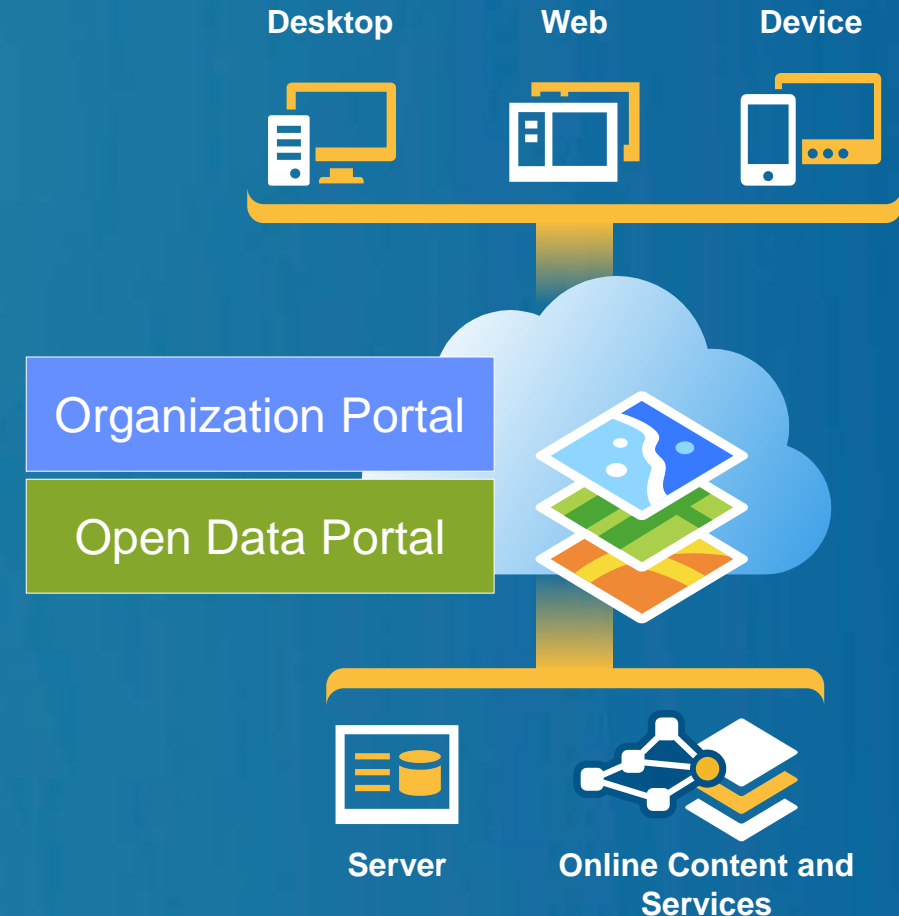 Desktop
Web
Device
Organization Portal
Open Data Portal
Server
Online Content and
Services